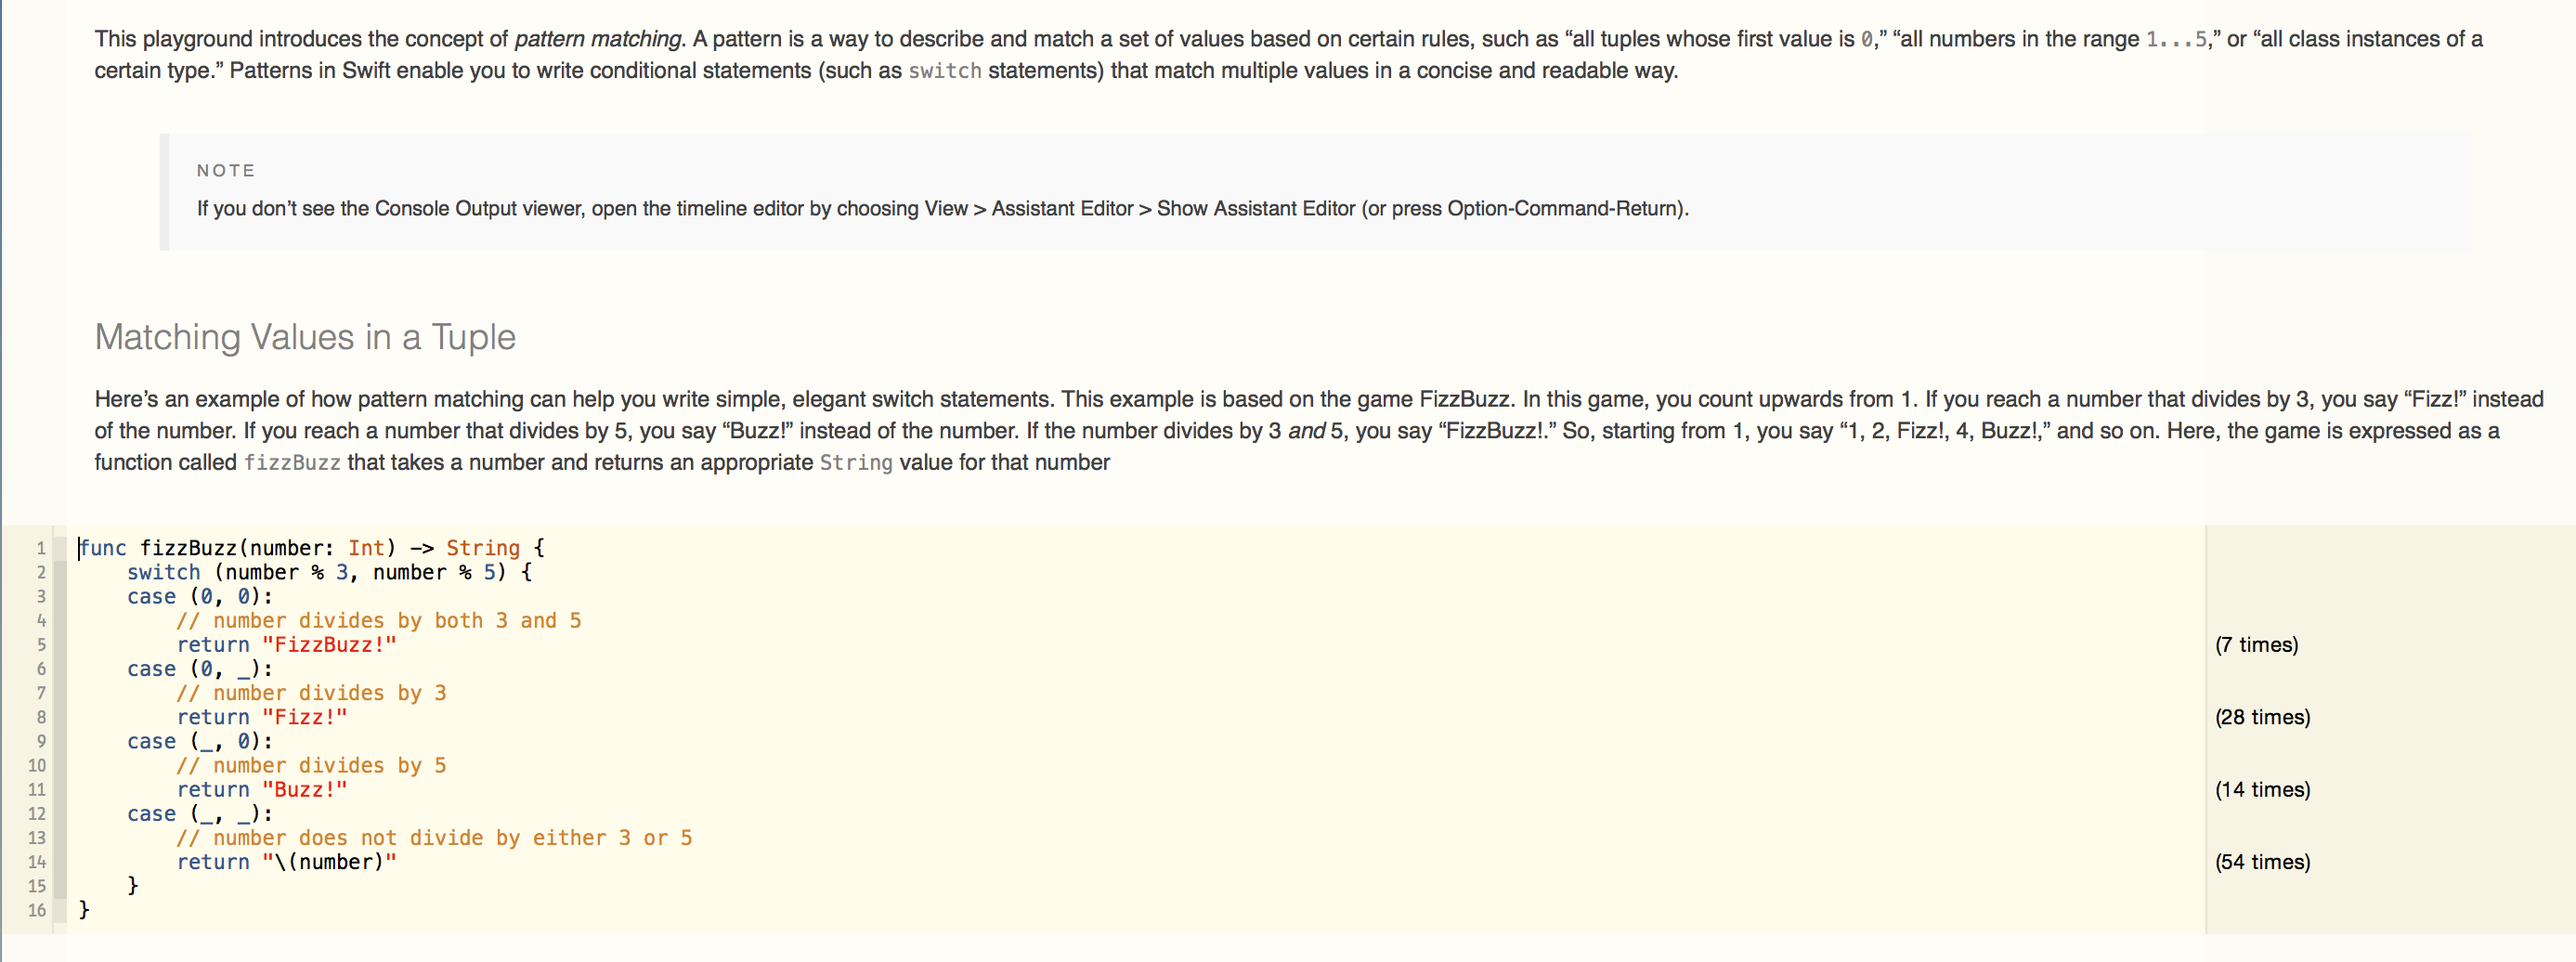 This playground introduces the concept of pattern matching. A pattern is a way to describe and match a set of values based on certain rules, such as “all tuples whose first value is 0,” “all numbers in the range 1...5,” or “all class instances of a
certain type.” Patterns in Swift enable you to write conditional statements (such as switch statements) that match multiple values in a concise and readable way.
NOTE
If you don’t see the Console Output viewer, open the timeline editor by choosing View > Assistant Editor > Show Assistant Editor (or press Option-Command-Return).
Matching Values in a Tuple
Here’s an example of how pattern matching can help you write simple, elegant switch statements. This example is based on the game FizzBuzz. In this game, you count upwards from 1. If you reach a number that divides by 3, you say “Fizz!” instead
of the number. If you reach a number that divides by 5, you say “Buzz!” instead of the number. If the number divides by 3 and 5, you say “FizzBuzz!.” So, starting from 1, you say “1, 2, Fizz!, 4, Buzz!,” and so on. Here, the game is expressed as a
function called fizzBuzz that takes a number and returns an appropriate String value for that number
1 func fizzBuzz(number: Int) -> String {
2     switch (number % 3, number % 5) {
3     case (0, 0):
4         // number divides by both 3 and 5
5         return "FizzBuzz!" (7 times)
6     case (0, _):
7         // number divides by 3
8         return "Fizz!" (28 times)
9     case (_, 0):
10         // number divides by 5
11         return "Buzz!" (14 times)
12     case (_, _):
13         // number does not divide by either 3 or 5
14         return "\(number)" (54 times)
15     }
16 }